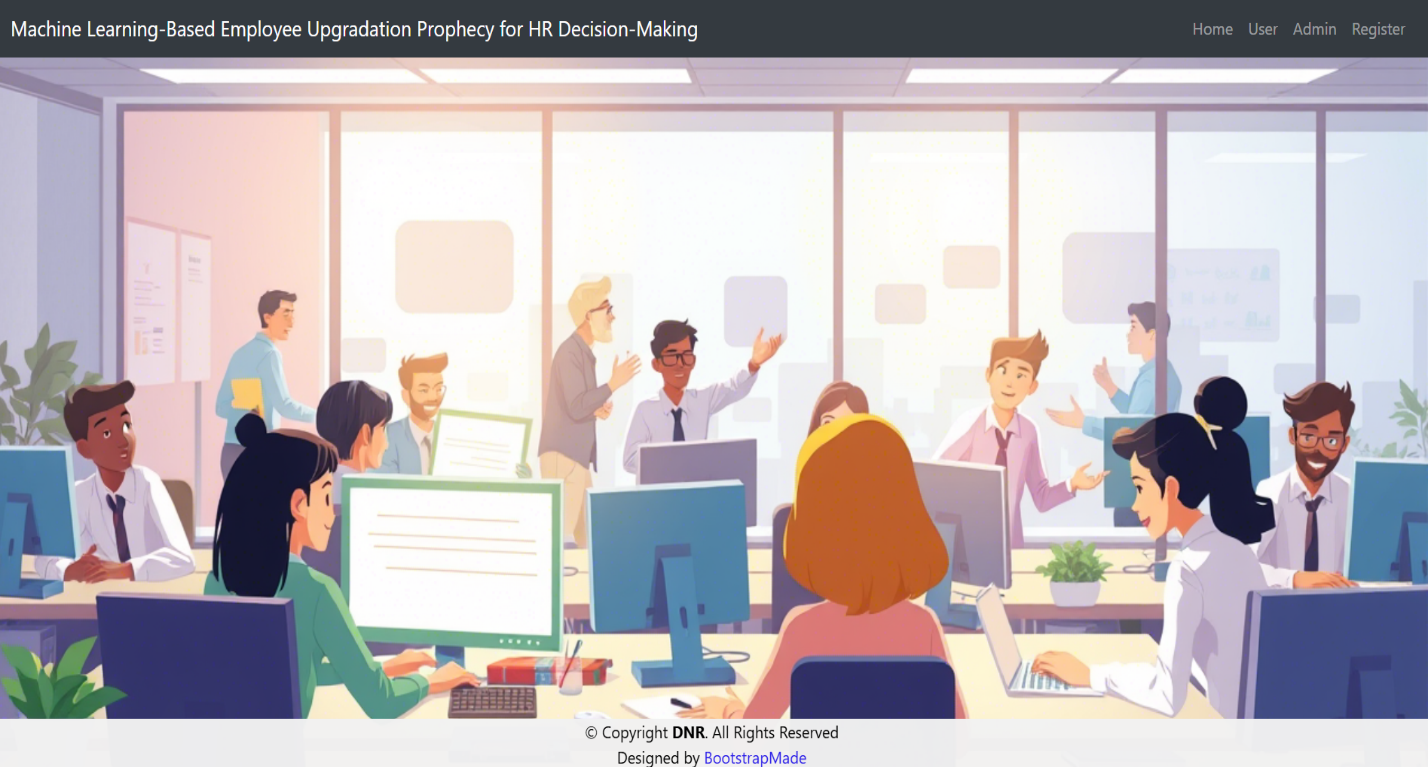 Machine Learning-Based Employee Upgradation Prophecy for HR Decision-Making
Home User Admin Register
© Copyright DNR. All Rights Reserved
Designed by BootstrapMade